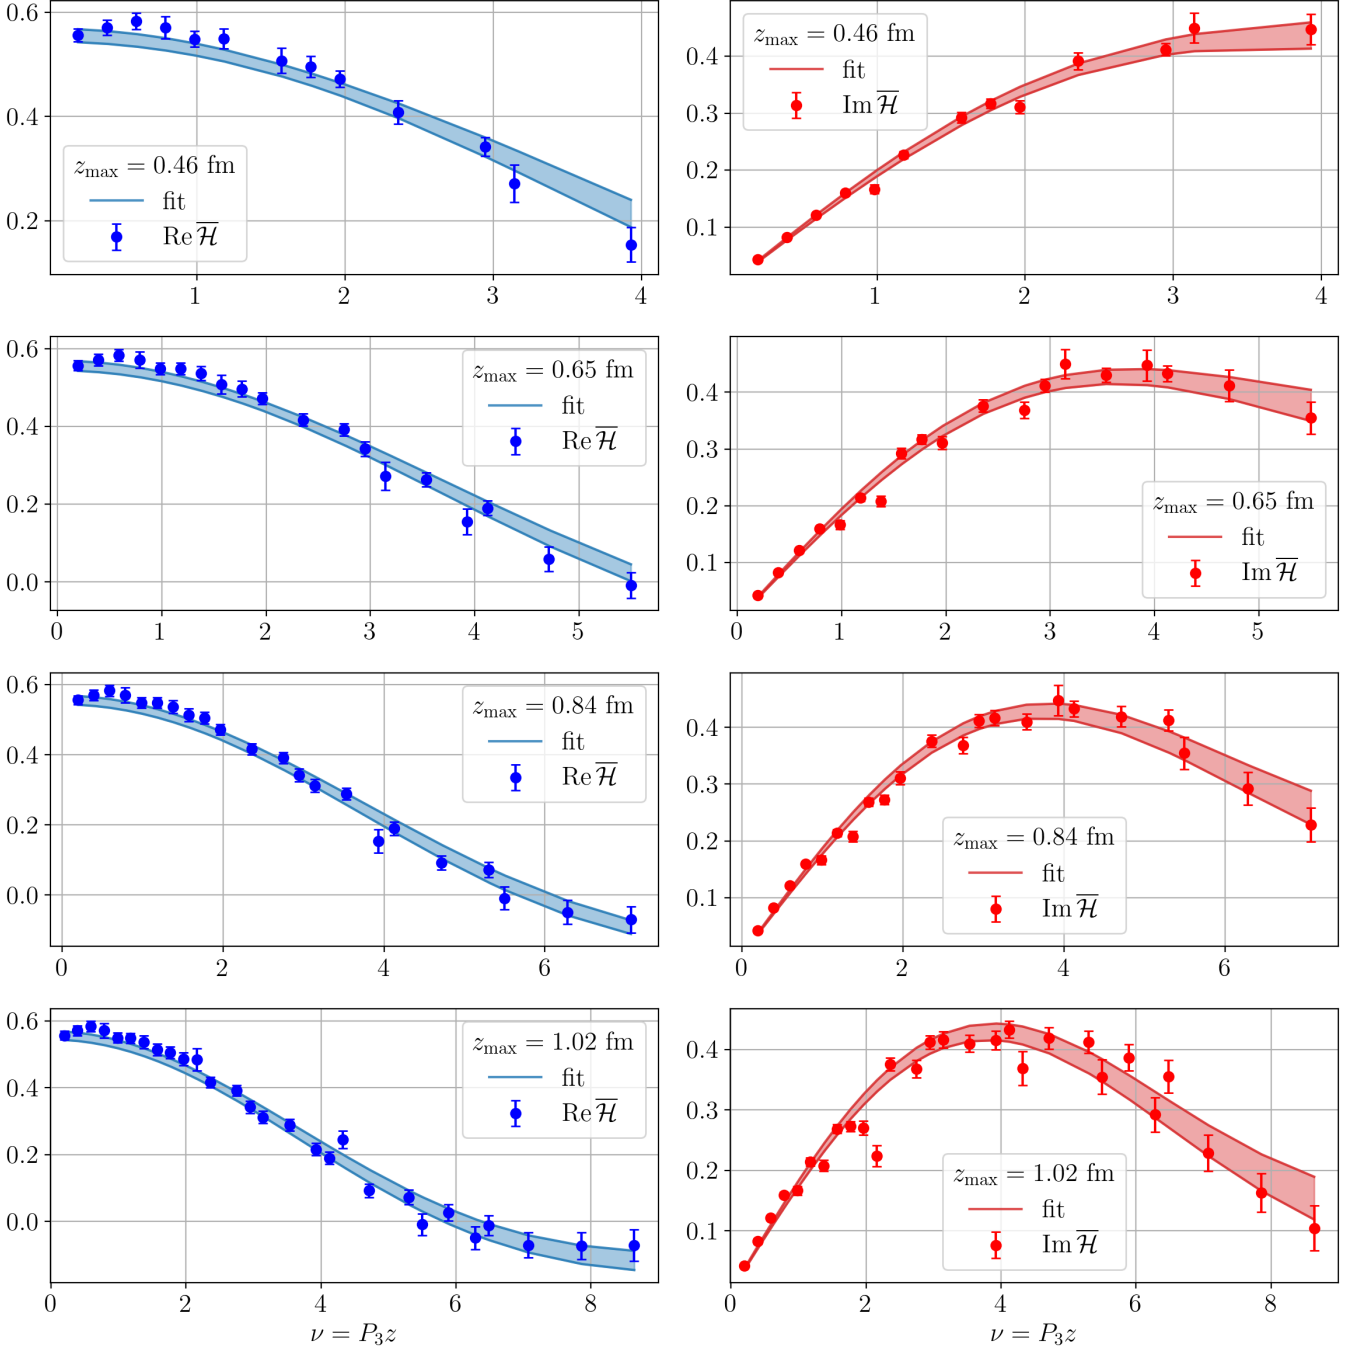 0.6
0.4
0.2
z_max = 0.46 fm
fit
Re H̅
1 2 3 4
0.4
0.3
0.2
0.1
z_max = 0.46 fm
fit
Im H̅
1 2 3 4
0.6
0.4
0.2
0.0
z_max = 0.65 fm
fit
Re H̅
0 1 2 3 4 5
0.4
0.3
0.2
0.1
z_max = 0.65 fm
fit
Im H̅
0 1 2 3 4 5
0.6
0.4
0.2
0.0
z_max = 0.84 fm
fit
Re H̅
0 2 4 6
0.4
0.3
0.2
0.1
z_max = 0.84 fm
fit
Im H̅
0 2 4 6
0.6
0.4
0.2
0.0
z_max = 1.02 fm
fit
Re H̅
0 2 4 6 8
ν = P₃z
0.4
0.3
0.2
0.1
z_max = 1.02 fm
fit
Im H̅
0 2 4 6 8
ν = P₃z